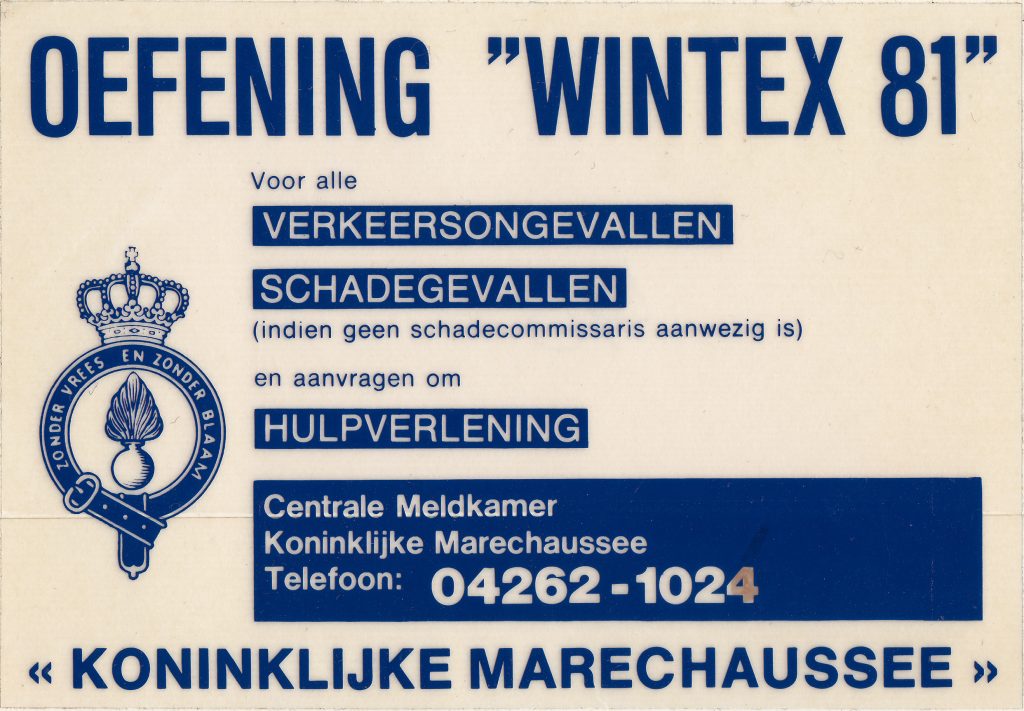 OEFENING "WINTEX 81"
Voor alle
VERKEERSONGEVALLEN
SCHADEGEVALLEN
(indien geen schadecommissaris aanwezig is)
en aanvragen om
HULPVERLENING
ZONDER VREES EN ZONDER BLAAM
Centrale Meldkamer
Koninklijke Marechaussee
Telefoon: 04262-1024
« KONINKLIJKE MARECHAUSSEE »